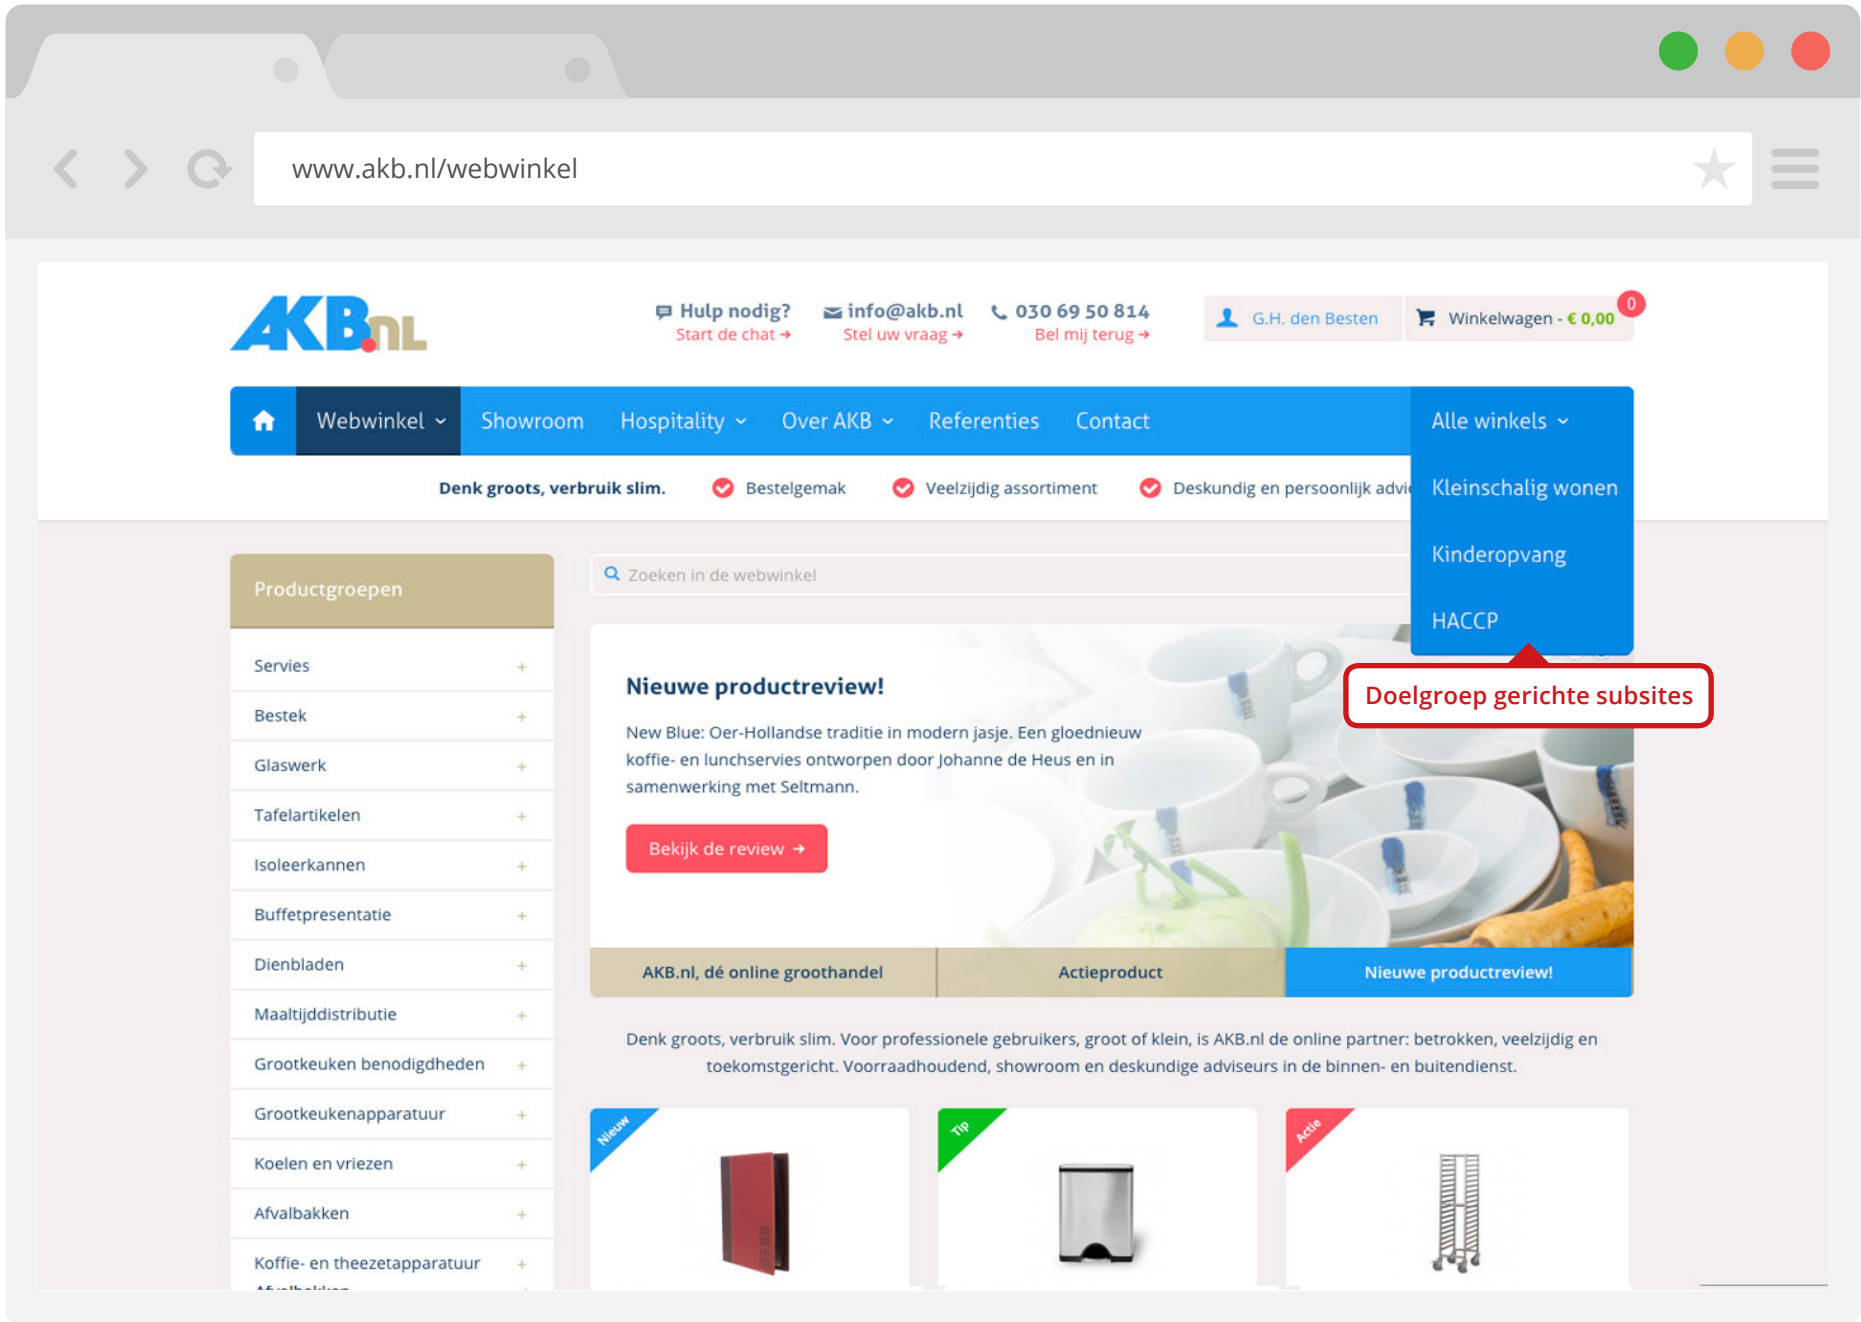 www.akb.nl/webwinkel
AKB.nl
Hulp nodig?
Start de chat →
info@akb.nl
Stel uw vraag →
030 69 50 814
Bel mij terug →
G.H. den Besten
Winkelwagen - € 0,00
0
Webwinkel
Showroom
Hospitality
Over AKB
Referenties
Contact
Alle winkels
Kleinschalig wonen
Kinderopvang
HACCP
Denk groots, verbruik slim.
Bestelgemak
Veelzijdig assortiment
Deskundig en persoonlijk advi
Doelgroep gerichte subsites
Productgroepen
Servies +
Bestek +
Glaswerk +
Tafelartikelen +
Isoleerkannen +
Buffetpresentatie +
Dienbladen +
Maaltijddistributie +
Grootkeuken benodigdheden +
Grootkeukenapparatuur +
Koelen en vriezen +
Afvalbakken +
Koffie- en theezetapparatuur +
Zoeken in de webwinkel
Nieuwe productreview!
New Blue: Oer-Hollandse traditie in modern jasje. Een gloednieuw
koffie- en lunchservies ontworpen door Johanne de Heus en in
samenwerking met Seltmann.
Bekijk de review →
AKB.nl, dé online groothandel
Actieproduct
Nieuwe productreview!
Denk groots, verbruik slim. Voor professionele gebruikers, groot of klein, is AKB.nl de online partner: betrokken, veelzijdig en
toekomstgericht. Voorraadhoudend, showroom en deskundige adviseurs in de binnen- en buitendienst.
Nieuw
Tip
Actie
MENU